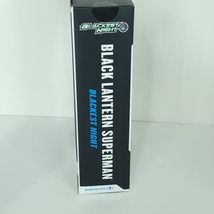 BLACKEST
NIGHT
BLACK LANTERN SUPERMAN
BLACKEST NIGHT